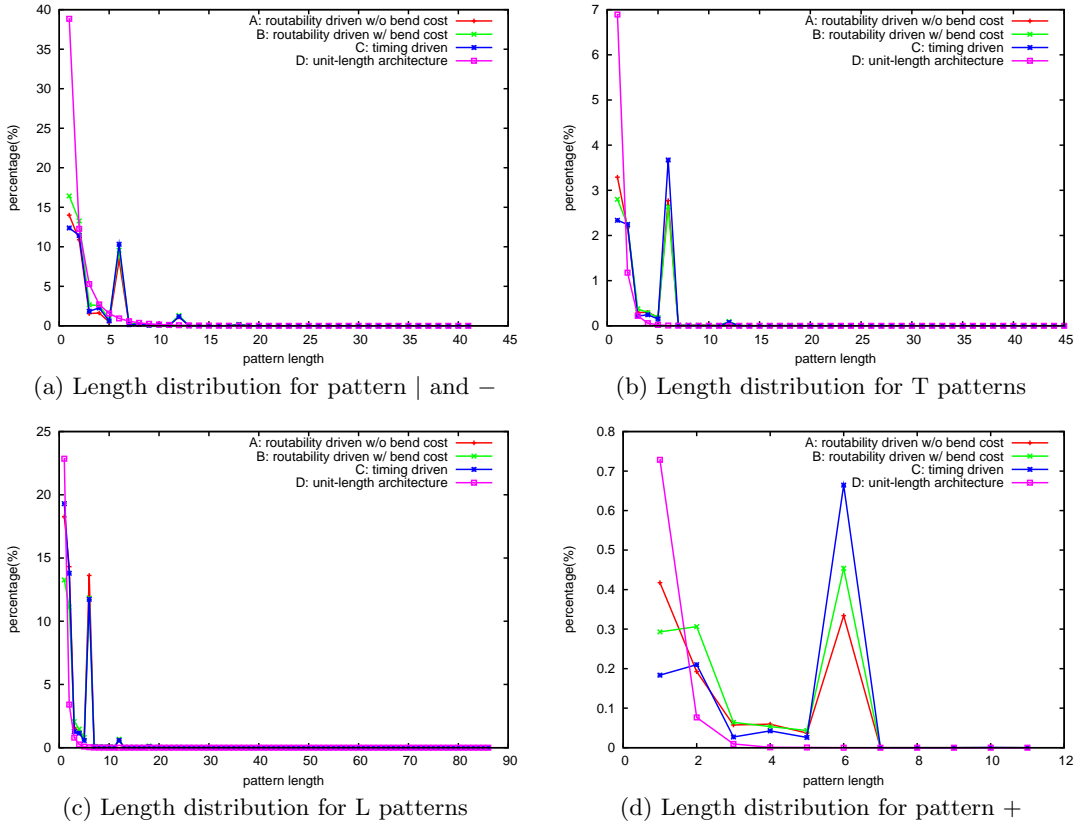 40
35
30
25
20
15
10
5
0
percentage(%)
A: routability driven w/o bend cost
B: routability driven w/ bend cost
C: timing driven
D: unit-length architecture
0 5 10 15 20 25 30 35 40 45
pattern length
(a) Length distribution for pattern | and −
7
6
5
4
3
2
1
0
percentage(%)
A: routability driven w/o bend cost
B: routability driven w/ bend cost
C: timing driven
D: unit-length architecture
0 5 10 15 20 25 30 35 40 45
pattern length
(b) Length distribution for T patterns
25
20
15
10
5
0
percentage(%)
A: routability driven w/o bend cost
B: routability driven w/ bend cost
C: timing driven
D: unit-length architecture
0 10 20 30 40 50 60 70 80 90
pattern length
(c) Length distribution for L patterns
0.8
0.7
0.6
0.5
0.4
0.3
0.2
0.1
0
percentage(%)
A: routability driven w/o bend cost
B: routability driven w/ bend cost
C: timing driven
D: unit-length architecture
0 2 4 6 8 10 12
pattern length
(d) Length distribution for pattern +